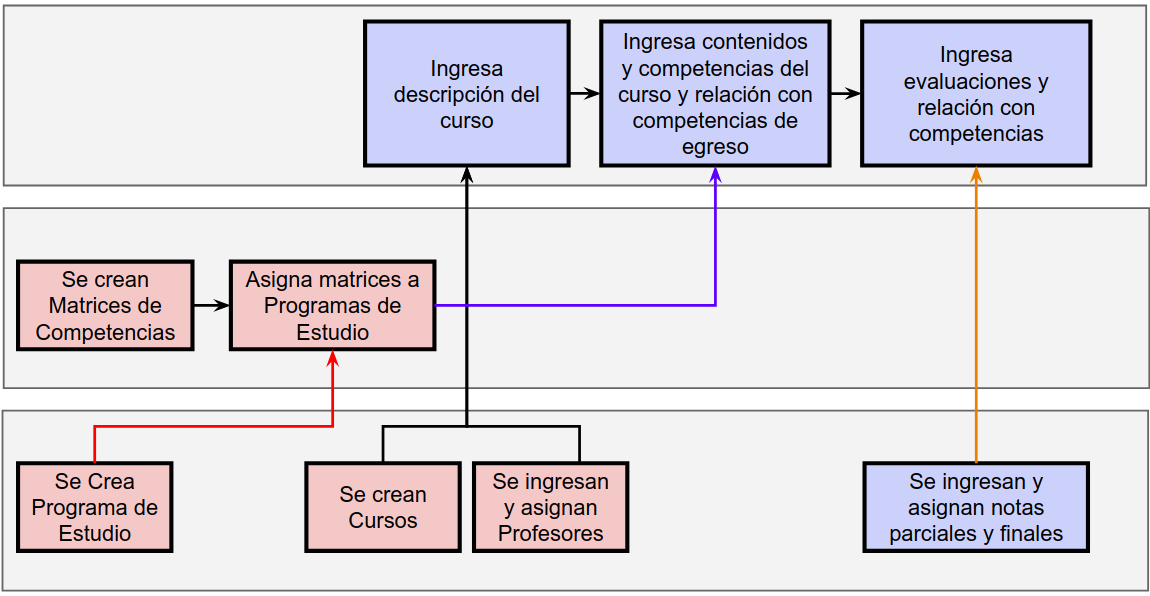 Ingresa
descripción del
curso
Ingresa contenidos
y competencias del
curso y relación con
competencias de
egreso
Ingresa
evaluaciones y
relación con
competencias
Se crean
Matrices de
Competencias
Asigna matrices a
Programas de
Estudio
Se Crea
Programa de
Estudio
Se crean
Cursos
Se ingresan
y asignan
Profesores
Se ingresan y
asignan notas
parciales y finales